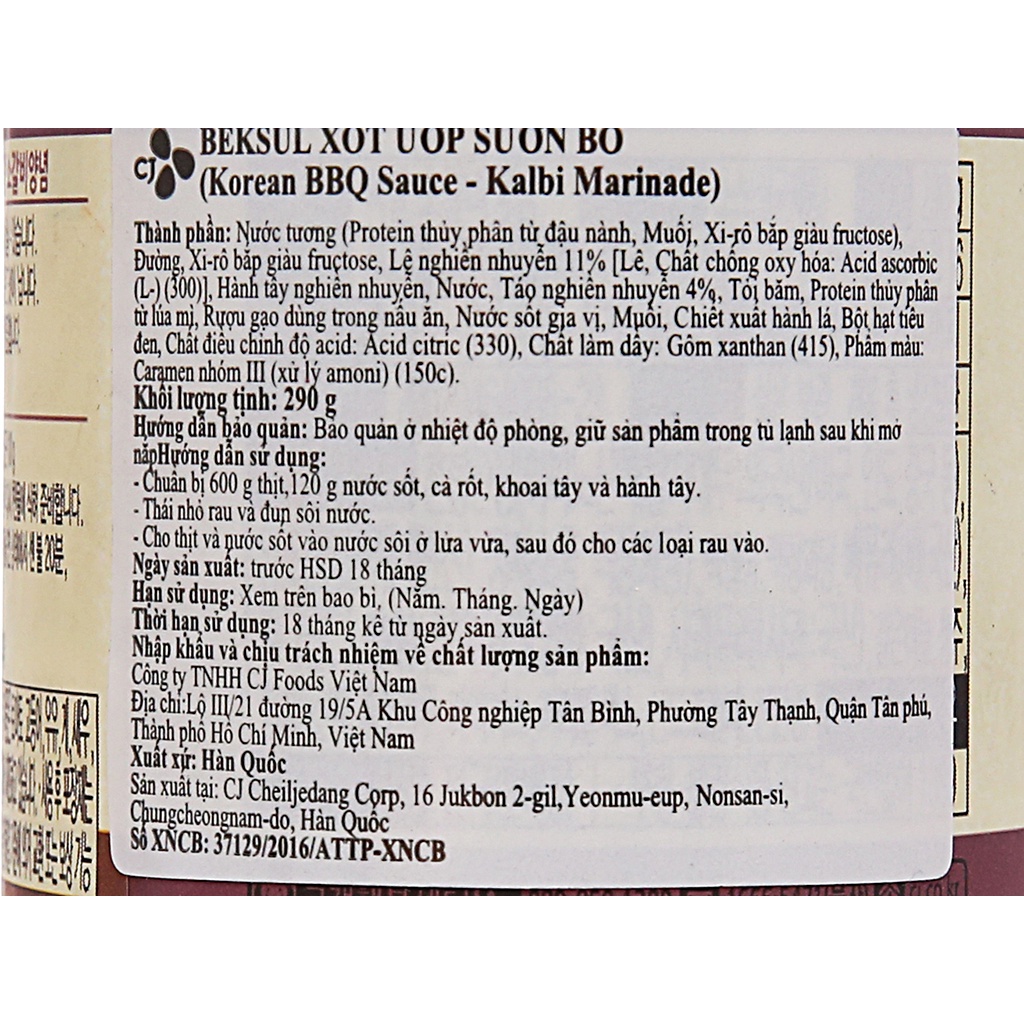 CJ
BEKSUL XỐT ƯỚP SƯỜN BÒ
(Korean BBQ Sauce - Kalbi Marinade)
Thành phần: Nước tương (Protein thủy phân từ đậu nành, Muối, Xi-rô bắp giàu fructose),
Đường, Xi-rô bắp giàu fructose, Lê nghiền nhuyễn 11% [Lê, Chất chống oxy hóa: Acid ascorbic
(L-) (300)], Hành tây nghiền nhuyễn, Nước, Táo nghiền nhuyễn 4%, Tỏi băm, Protein thủy phân
từ lúa mì, Rượu gạo dùng trong nấu ăn, Nước sốt gia vị, Muối, Chiết xuất hành lá, Bột hạt tiêu
đen, Chất điều chỉnh độ acid: Acid citric (330), Chất làm dầy: Gôm xanthan (415), Phẩm màu:
Caramen nhóm III (xử lý amoni) (150c).
Khối lượng tịnh: 290 g
Hướng dẫn bảo quản: Bảo quản ở nhiệt độ phòng, giữ sản phẩm trong tủ lạnh sau khi mở
nắpHướng dẫn sử dụng:
- Chuẩn bị 600 g thịt,120 g nước sốt, cà rốt, khoai tây và hành tây.
- Thái nhỏ rau và đun sôi nước.
- Cho thịt và nước sốt vào nước sôi ở lửa vừa, sau đó cho các loại rau vào.
Ngày sản xuất: trước HSD 18 tháng
Hạn sử dụng: Xem trên bao bì, (Năm. Tháng. Ngày)
Thời hạn sử dụng: 18 tháng kể từ ngày sản xuất.
Nhập khẩu và chịu trách nhiệm về chất lượng sản phẩm:
Công ty TNHH CJ Foods Việt Nam
Địa chỉ:Lô III/21 đường 19/5A Khu Công nghiệp Tân Bình, Phường Tây Thạnh, Quận Tân phú,
Thành phố Hồ Chí Minh, Việt Nam
Xuất xứ: Hàn Quốc
Sản xuất tại: CJ Cheiljedang Corp, 16 Jukbon 2-gil,Yeonmu-eup, Nonsan-si,
Chungcheongnam-do, Hàn Quốc
Số XNCB: 37129/2016/ATTP-XNCB
갈비양념